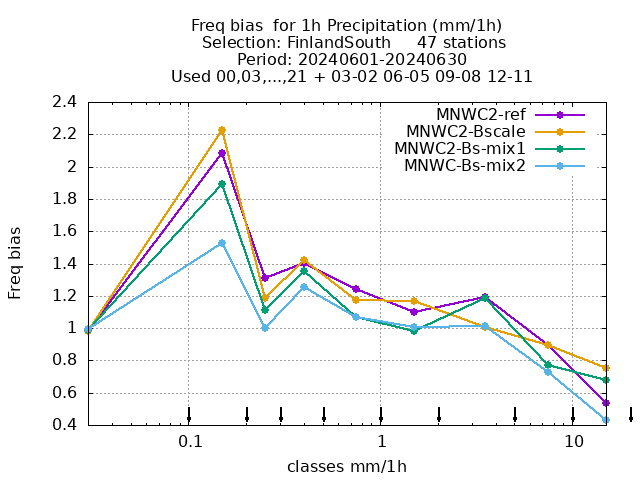 Freq bias  for 1h Precipitation (mm/1h)
Selection: FinlandSouth     47 stations
Period: 20240601-20240630
Used 00,03,...,21 + 03-02 06-05 09-08 12-11
MNWC2-ref
MNWC2-Bscale
MNWC2-Bs-mix1
MNWC-Bs-mix2
Freq bias
2.4
2.2
2
1.8
1.6
1.4
1.2
1
0.8
0.6
0.4
0.1 1 10
classes mm/1h